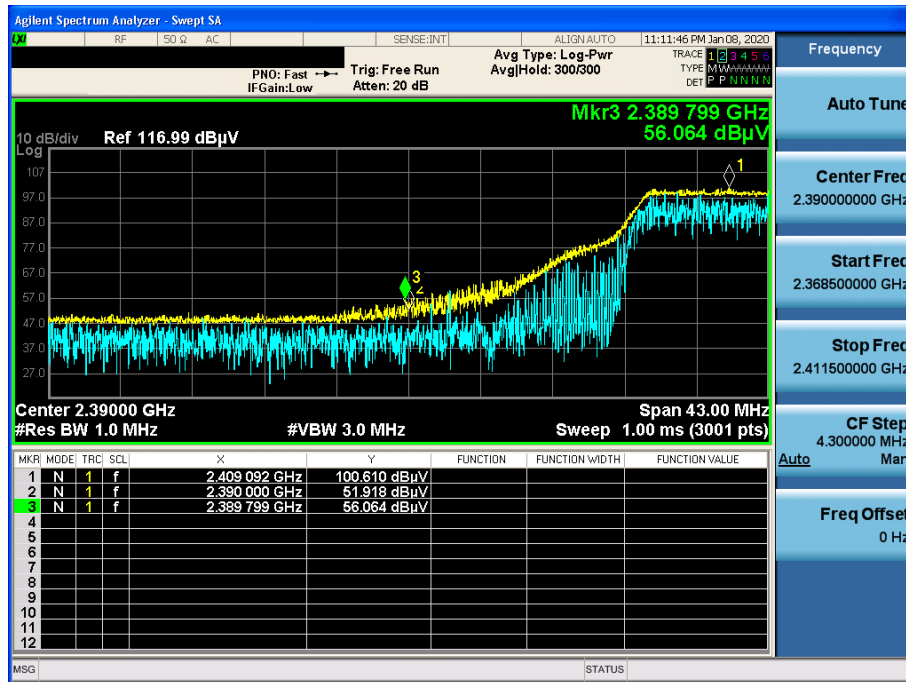 Agilent Spectrum Analyzer - Swept SA
LXI RF 50 Ω AC SENSE:INT ALIGN AUTO 11:11:46 PM Jan 08, 2020
PNO: Fast Trig: Free Run Avg Type: Log-Pwr TRACE 1 2 3 4 5 6
IFGain:Low Atten: 20 dB Avg|Hold: 300/300 TYPE M W
DET P P N N N N
Mkr3 2.389 799 GHz
56.064 dBµV
10 dB/div Ref 116.99 dBµV
Log
107
97.0
87.0
77.0
67.0
57.0
47.0
37.0
27.0
1
3
2
Center 2.39000 GHz Span 43.00 MHz
#Res BW 1.0 MHz #VBW 3.0 MHz Sweep 1.00 ms (3001 pts)
MKR MODE TRC SCL X Y FUNCTION FUNCTION WIDTH FUNCTION VALUE
1 N 1 f 2.409 092 GHz 100.610 dBµV
2 N 1 f 2.390 000 GHz 51.918 dBµV
3 N 1 f 2.389 799 GHz 56.064 dBµV
4
5
6
7
8
9
10
11
12
MSG STATUS
Frequency
Auto Tune
Center Freq
2.390000000 GHz
Start Freq
2.368500000 GHz
Stop Freq
2.411500000 GHz
CF Step
4.300000 MHz
Auto Man
Freq Offset
0 Hz